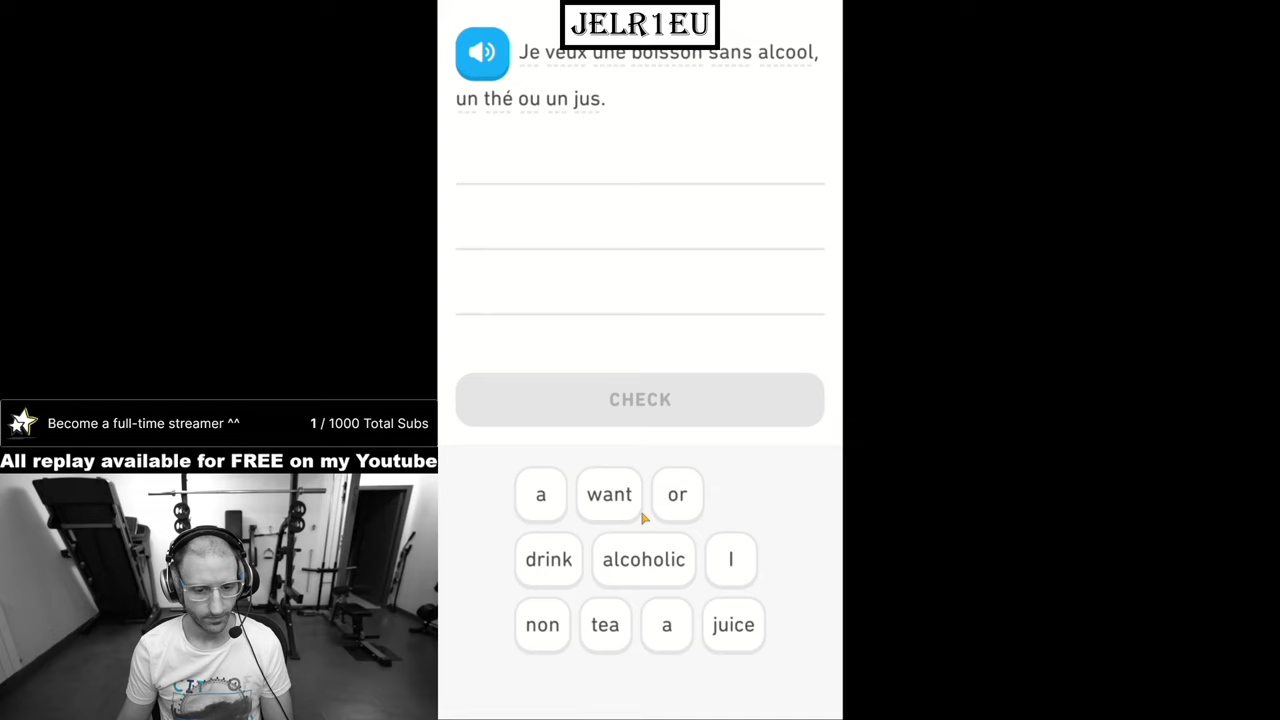 JELR1EU
Je veux une boisson sans alcool,
un thé ou un jus.
CHECK
Become a full-time streamer ^^ 1 / 1000 Total Subs
All replay available for FREE on my Youtube
a want or
drink alcoholic I
non tea a juice